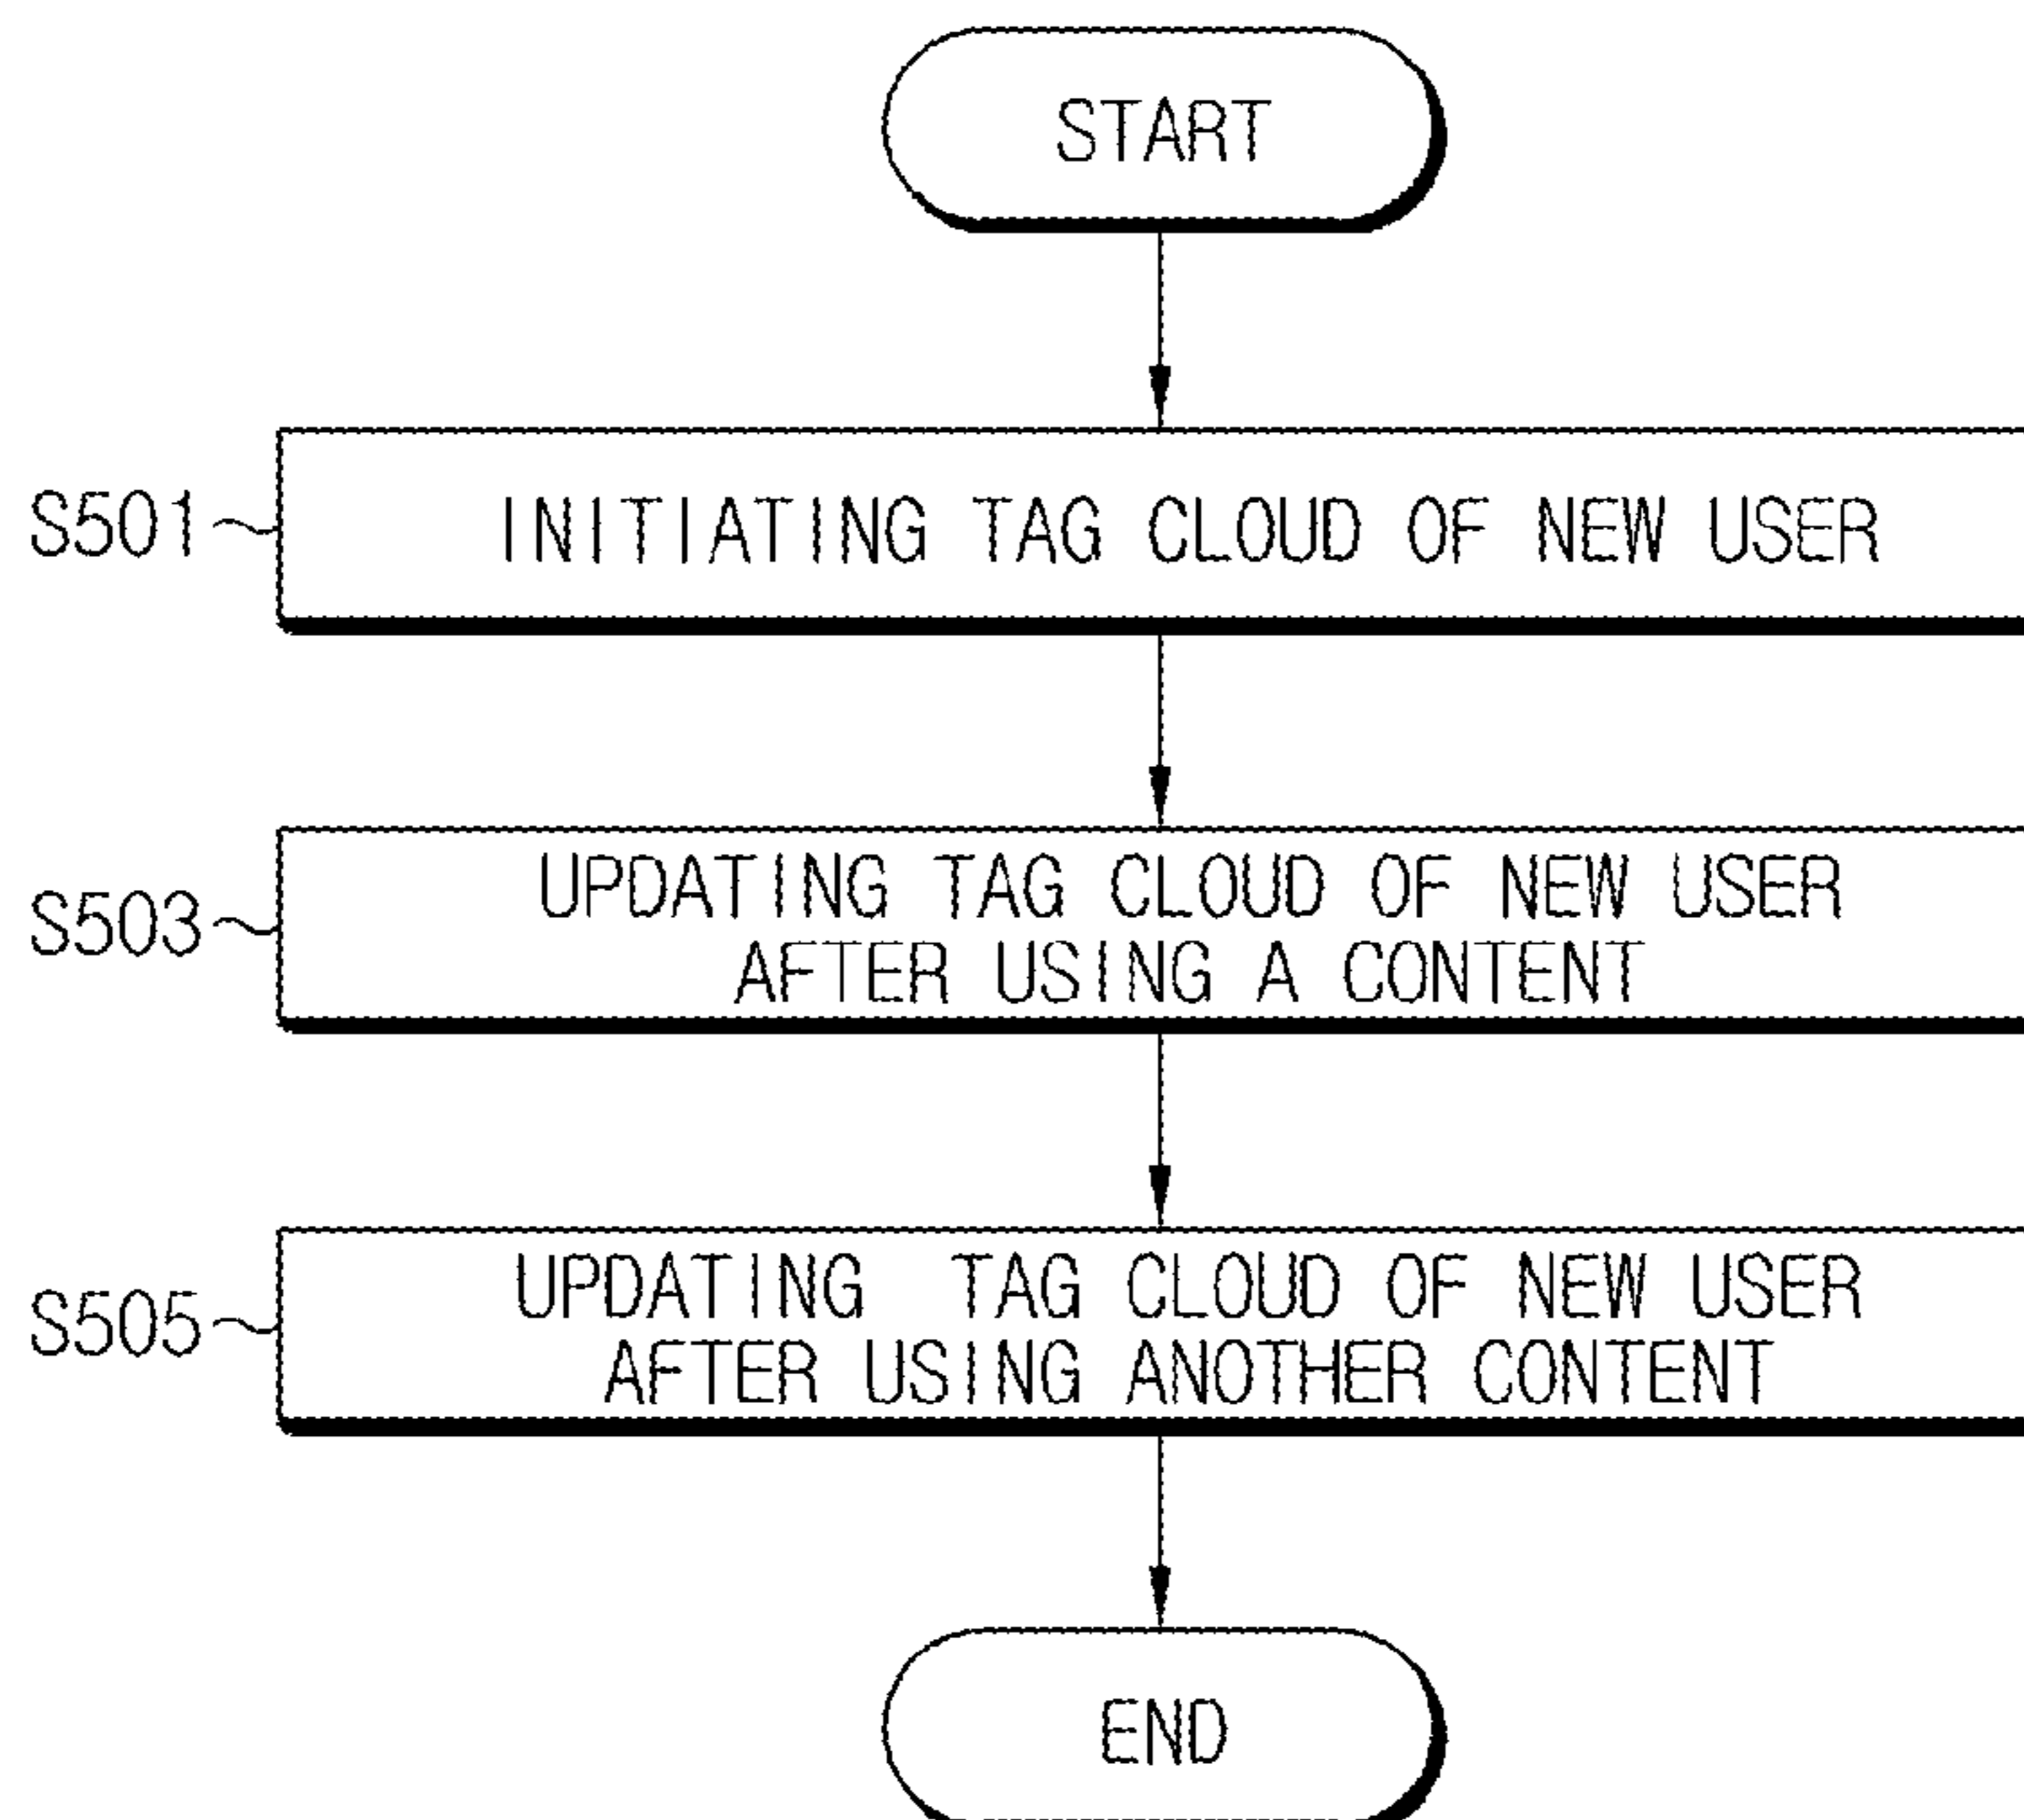 START
S501
INITIATING TAG CLOUD OF NEW USER
S503
UPDATING TAG CLOUD OF NEW USER
AFTER USING A CONTENT
S505
UPDATING TAG CLOUD OF NEW USER
AFTER USING ANOTHER CONTENT
END